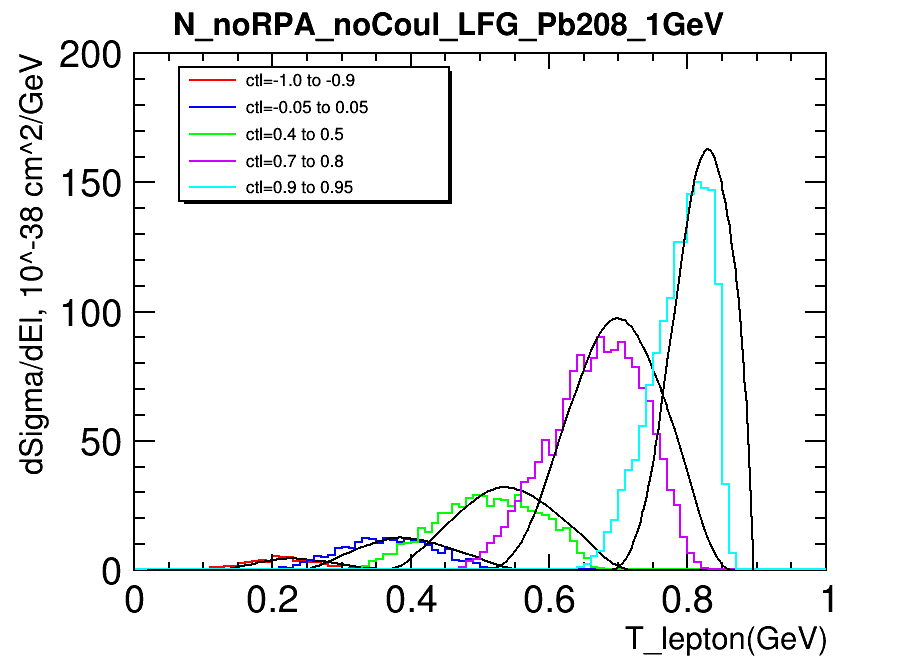 N_noRPA_noCoul_LFG_Pb208_1GeV
dSigma/dEl, 10^-38 cm^2/GeV
200
150
100
50
0
ctl=-1.0 to -0.9
ctl=-0.05 to 0.05
ctl=0.4 to 0.5
ctl=0.7 to 0.8
ctl=0.9 to 0.95
0 0.2 0.4 0.6 0.8 1
T_lepton(GeV)